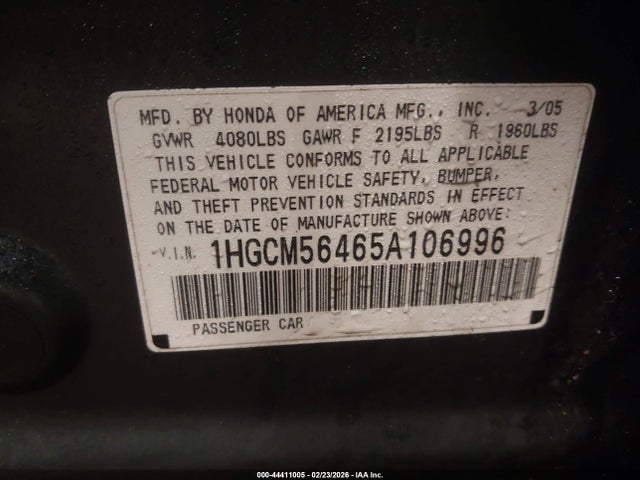 MFD. BY HONDA OF AMERICA MFG., INC. 3/05
GVWR 4080LBS GAWR F 2195LBS R 1960LBS
THIS VEHICLE CONFORMS TO ALL APPLICABLE
FEDERAL MOTOR VEHICLE SAFETY, BUMPER,
AND THEFT PREVENTION STANDARDS IN EFFECT
ON THE DATE OF MANUFACTURE SHOWN ABOVE:
V.I.N. 1HGCM56465A106996
PASSENGER CAR
000-44411005 - 02/23/2026 - IAA Inc.